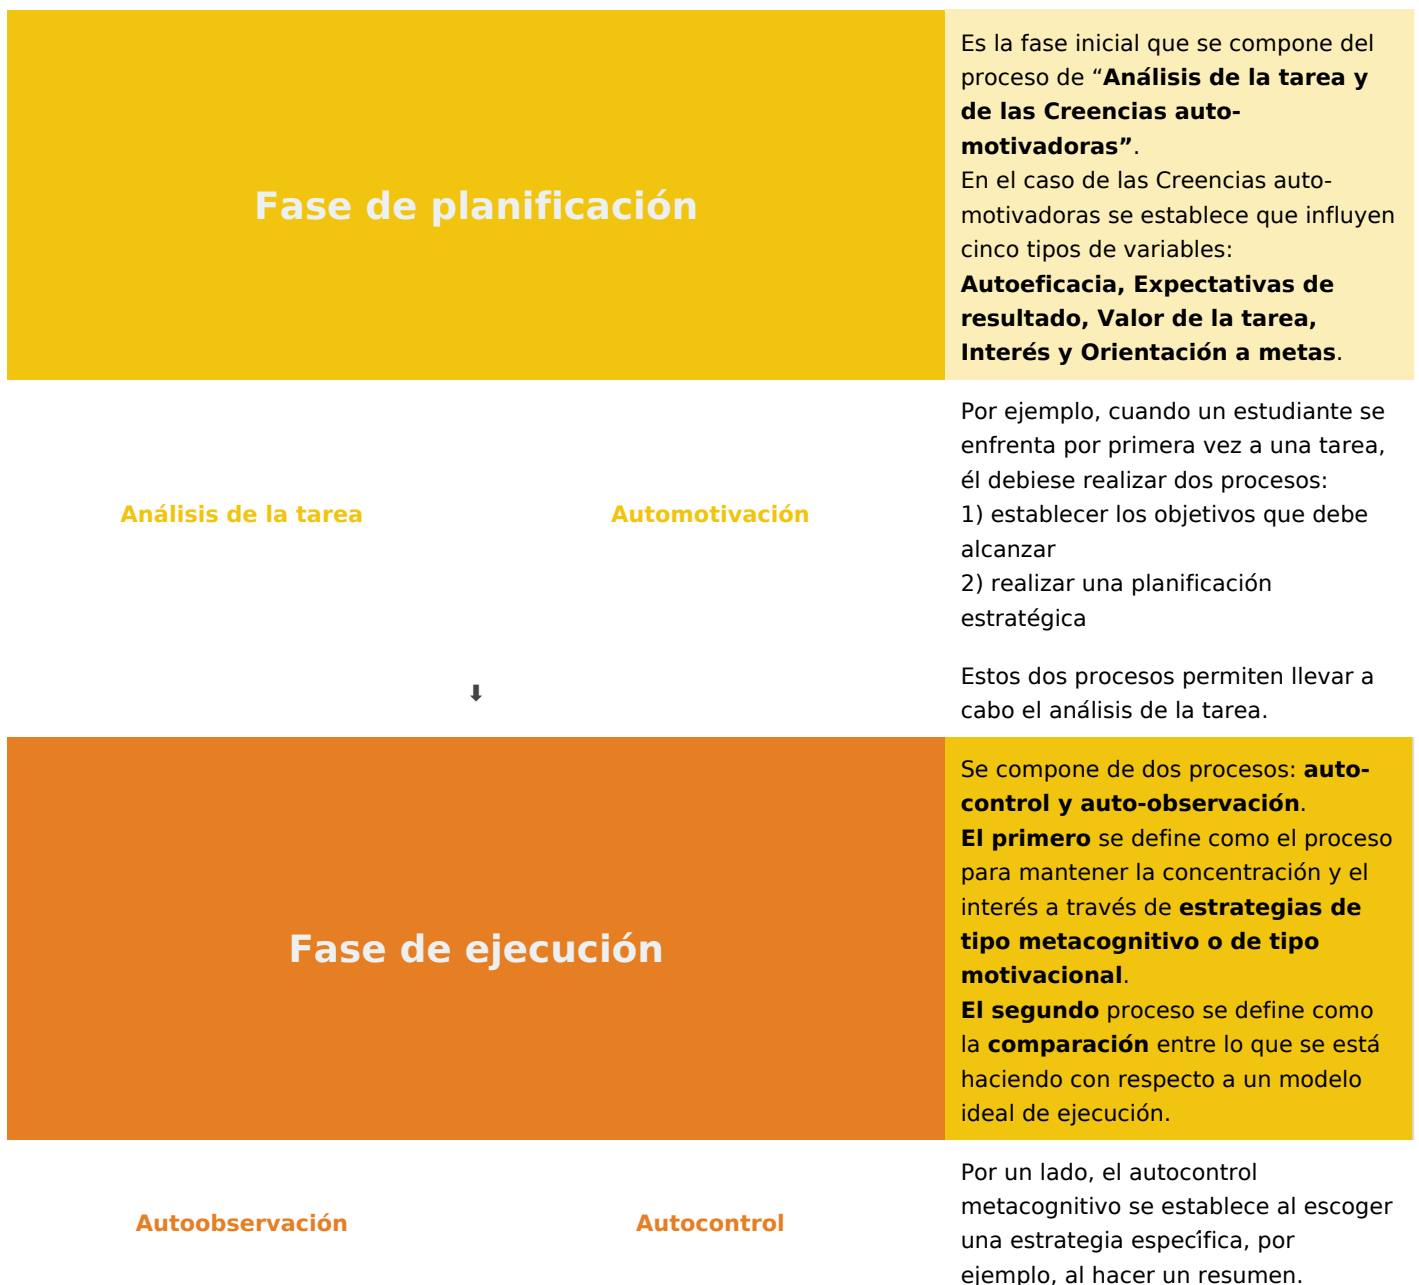 Fase de planificación
Es la fase inicial que se compone del
proceso de “Análisis de la tarea y
de las Creencias auto-
motivadoras”.
En el caso de las Creencias auto-
motivadoras se establece que influyen
cinco tipos de variables:
Autoeficacia, Expectativas de
resultado, Valor de la tarea,
Interés y Orientación a metas.
Análisis de la tarea
Automotivación
Por ejemplo, cuando un estudiante se
enfrenta por primera vez a una tarea,
él debiese realizar dos procesos:
1) establecer los objetivos que debe
alcanzar
2) realizar una planificación
estratégica
⬇
Estos dos procesos permiten llevar a
cabo el análisis de la tarea.
Fase de ejecución
Se compone de dos procesos: auto-
control y auto-observación.
El primero se define como el proceso
para mantener la concentración y el
interés a través de estrategias de
tipo metacognitivo o de tipo
motivacional.
El segundo proceso se define como
la comparación entre lo que se está
haciendo con respecto a un modelo
ideal de ejecución.
Autoobservación
Autocontrol
Por un lado, el autocontrol
metacognitivo se establece al escoger
una estrategia específica, por
ejemplo, al hacer un resumen.